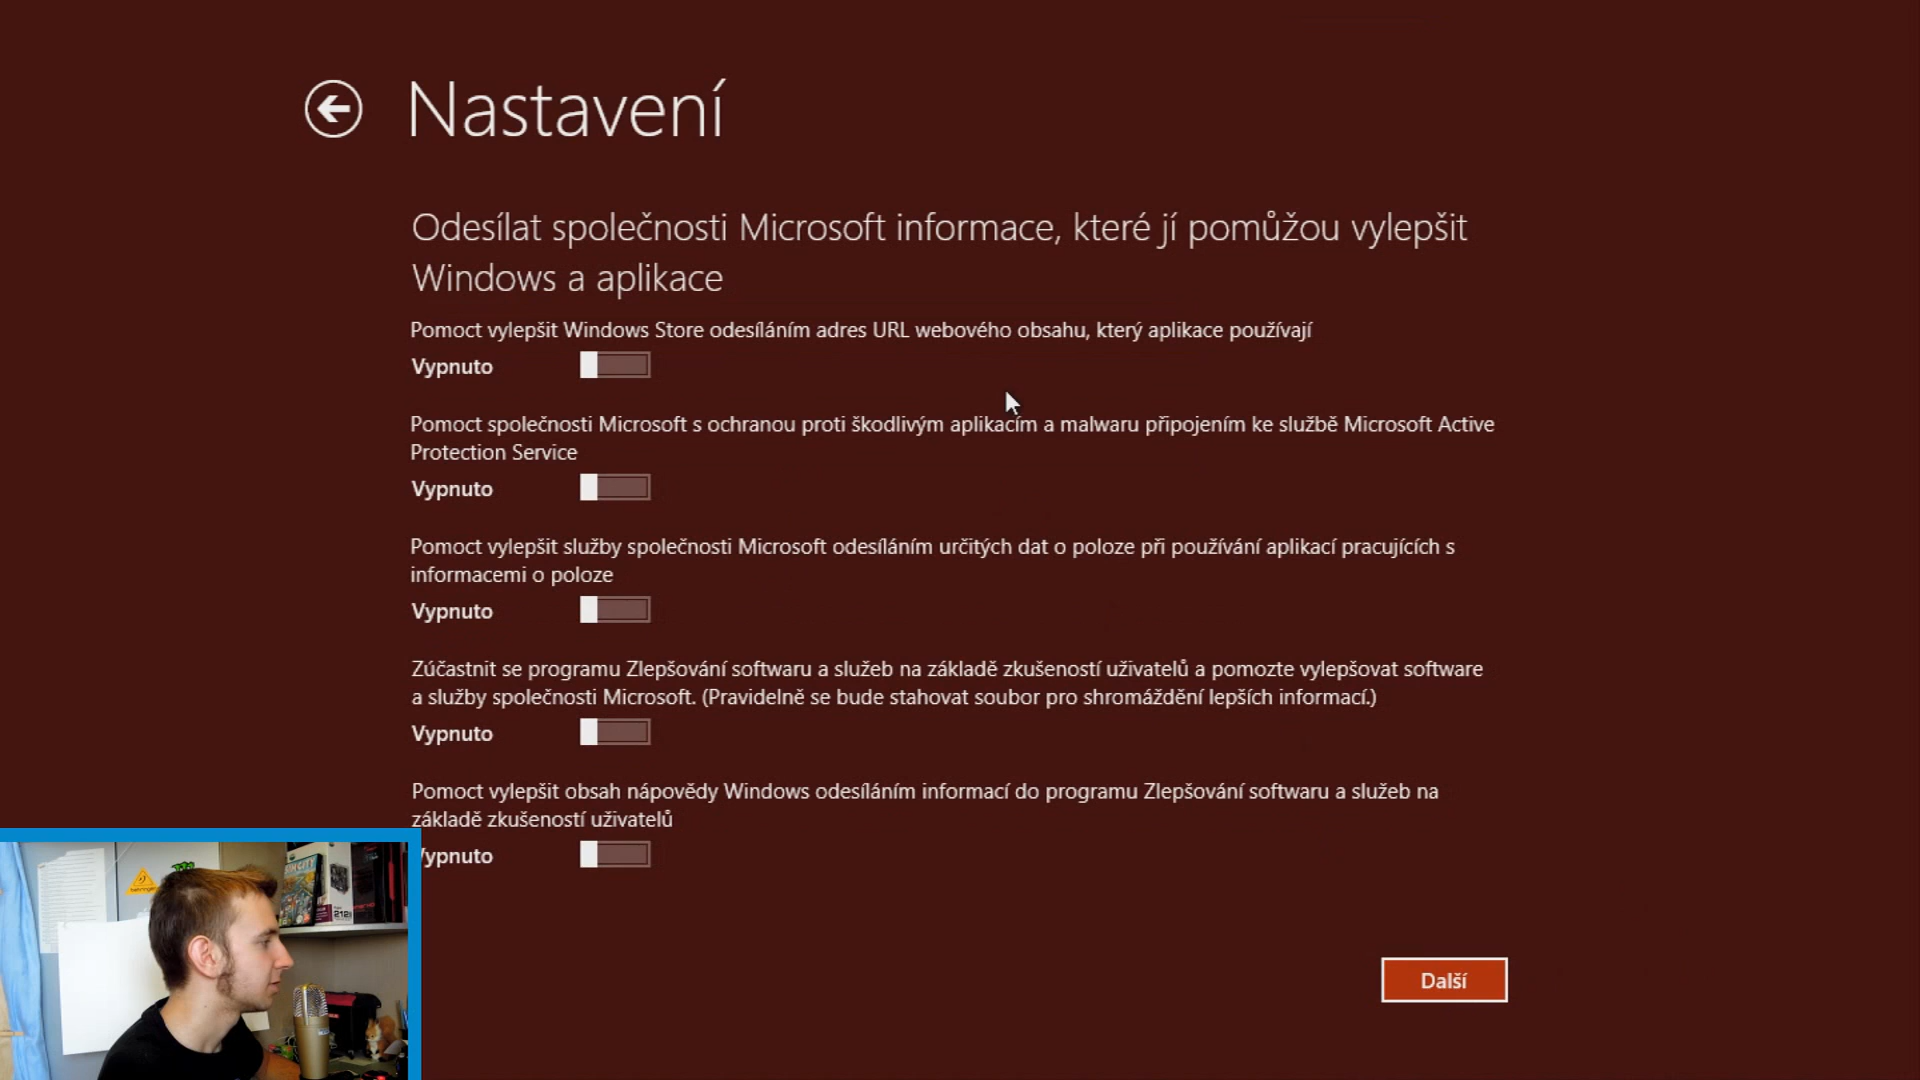 Nastavení
Odesílat společnosti Microsoft informace, které jí pomůžou vylepšit
Windows a aplikace
Pomoct vylepšit Windows Store odesíláním adres URL webového obsahu, který aplikace používají
Vypnuto
Pomoct společnosti Microsoft s ochranou proti škodlivým aplikacím a malwaru připojením ke službě Microsoft Active
Protection Service
Vypnuto
Pomoct vylepšit služby společnosti Microsoft odesíláním určitých dat o poloze při používání aplikací pracujících s
informacemi o poloze
Vypnuto
Zúčastnit se programu Zlepšování softwaru a služeb na základě zkušeností uživatelů a pomozte vylepšovat software
a služby společnosti Microsoft. (Pravidelně se bude stahovat soubor pro shromáždění lepších informací.)
Vypnuto
Pomoct vylepšit obsah nápovědy Windows odesíláním informací do programu Zlepšování softwaru a služeb na
základě zkušeností uživatelů
Vypnuto
Další
behringer
212